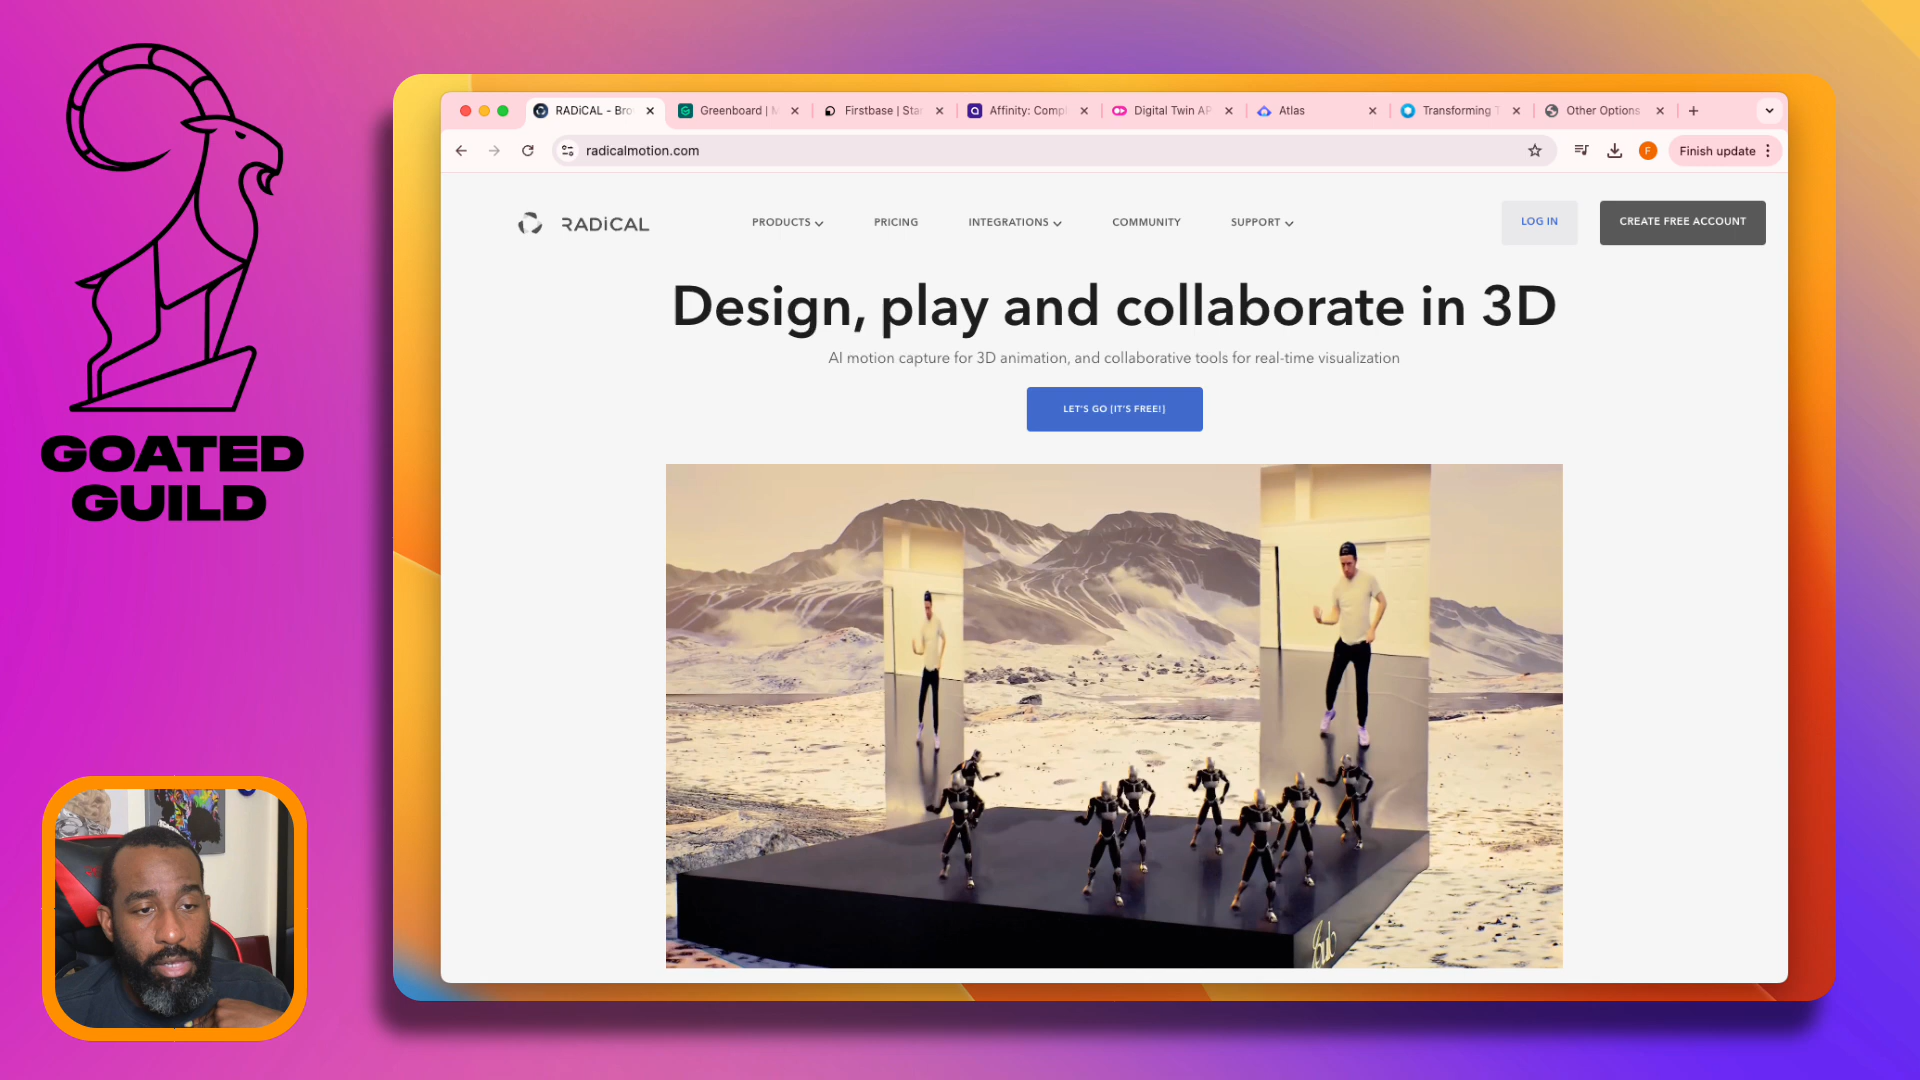 GOATED
GUILD
RADiCAL - Bro
Greenboard | M
Firstbase | Star
Affinity: Compl
Digital Twin AP
Atlas
Transforming T
Other Options
radicalmotion.com
F
Finish update
RADiCAL
PRODUCTS
PRICING
INTEGRATIONS
COMMUNITY
SUPPORT
LOG IN
CREATE FREE ACCOUNT
Design, play and collaborate in 3D
AI motion capture for 3D animation, and collaborative tools for real-time visualization
LET'S GO [IT'S FREE!]